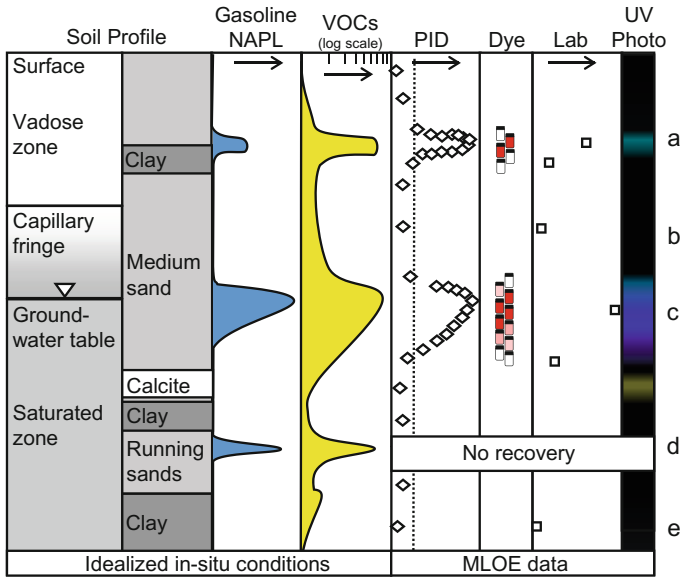 Soil Profile
Gasoline
NAPL
VOCs
(log scale)
PID
Dye
Lab
UV
Photo
Surface
Vadose
zone
Capillary
fringe
Ground-
water table
Saturated
zone
Clay
Medium
sand
Calcite
Clay
Running
sands
Clay
No recovery
a
b
c
d
e
Idealized in-situ conditions
MLOE data